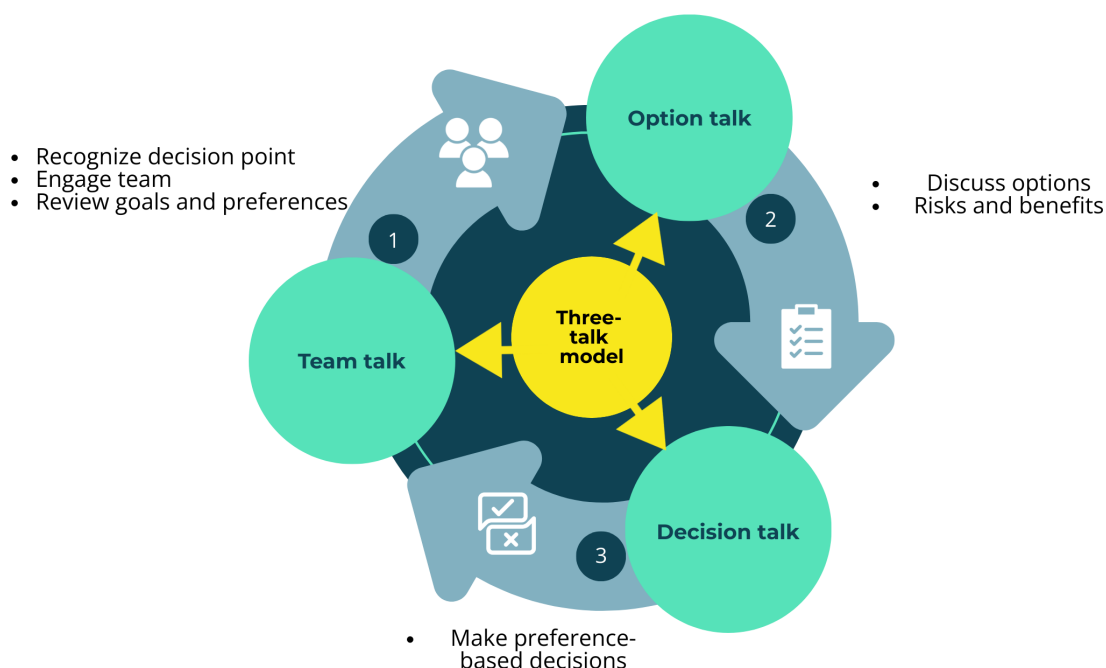 Option talk
• Recognize decision point
• Engage team
• Review goals and preferences
• Discuss options
• Risks and benefits
1
2
Three-
talk
model
Team talk
Decision talk
3
• Make preference-
based decisions